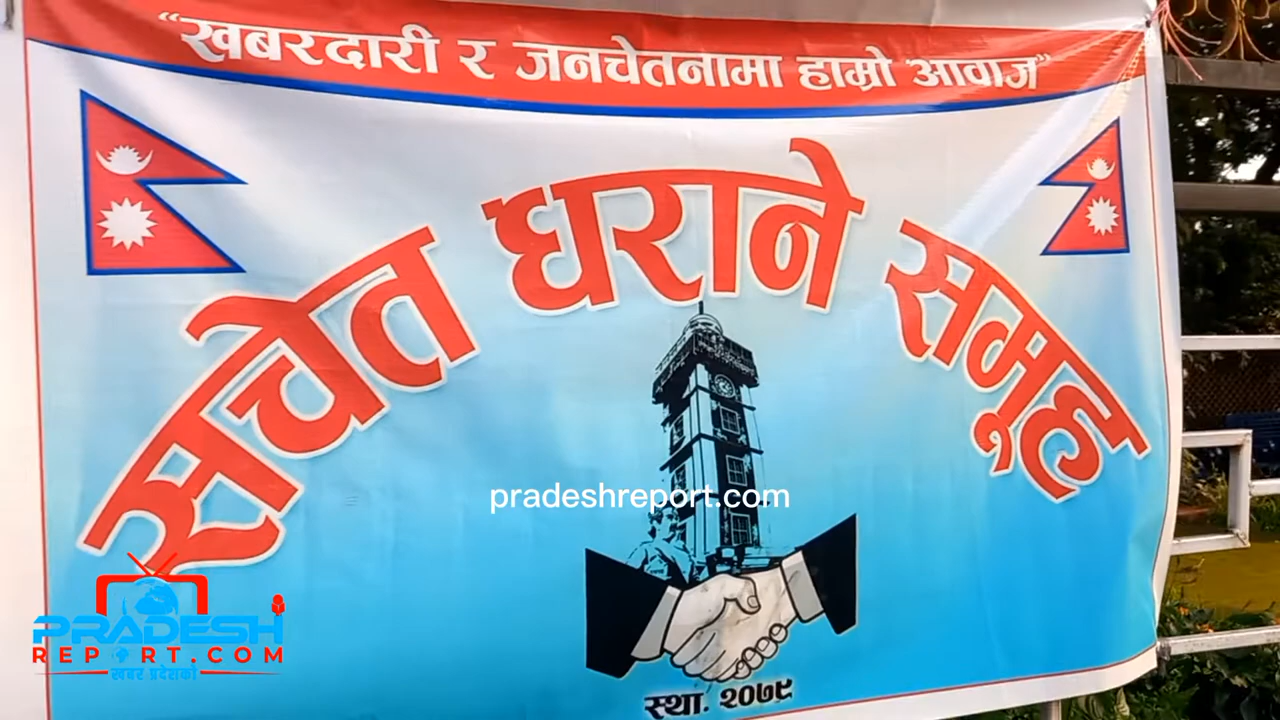 “खबरदारी र जनचेतनामा हाम्रो आवाज”
सचेत धराने समूह
pradeshreport.com
स्था. २०७९
PRADESH
REPORT.COM
खबर प्रदेशको